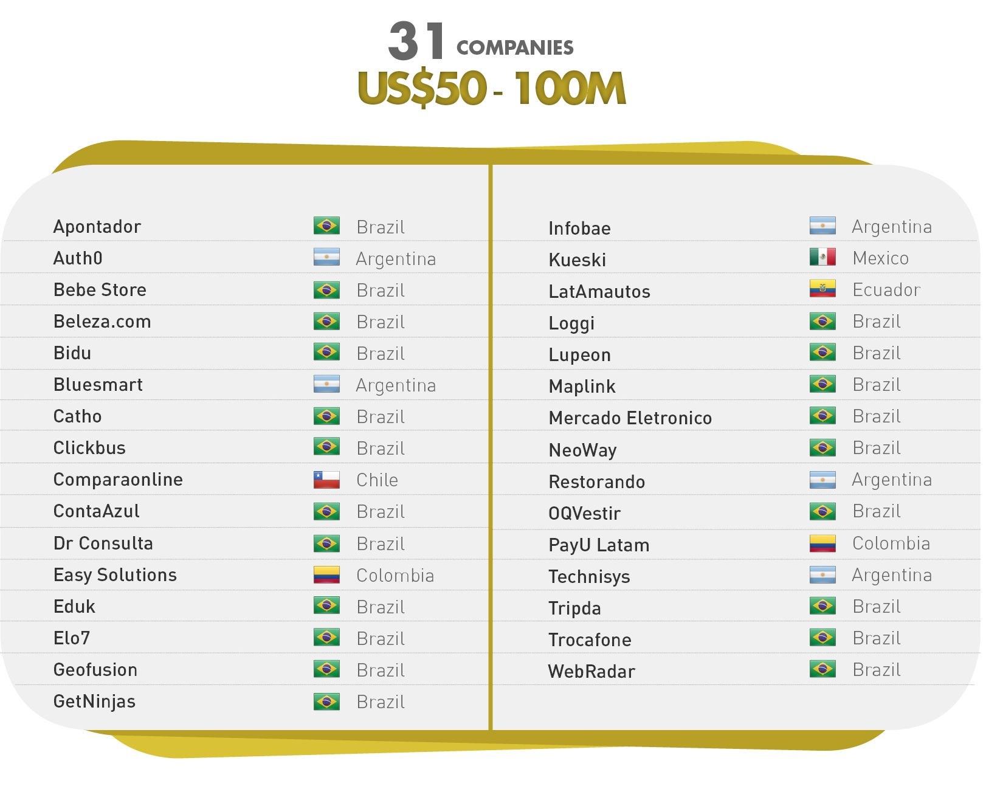 31 COMPANIES
US$50 - 100M
Apontador Brazil
Auth0 Argentina
Bebe Store Brazil
Beleza.com Brazil
Bidu Brazil
Bluesmart Argentina
Catho Brazil
Clickbus Brazil
Comparaonline Chile
ContaAzul Brazil
Dr Consulta Brazil
Easy Solutions Colombia
Eduk Brazil
Elo7 Brazil
Geofusion Brazil
GetNinjas Brazil
Infobae Argentina
Kueski Mexico
LatAmautos Ecuador
Loggi Brazil
Lupeon Brazil
Maplink Brazil
Mercado Eletronico Brazil
NeoWay Brazil
Restorando Argentina
OQVestir Brazil
PayU Latam Colombia
Technisys Argentina
Tripda Brazil
Trocafone Brazil
WebRadar Brazil